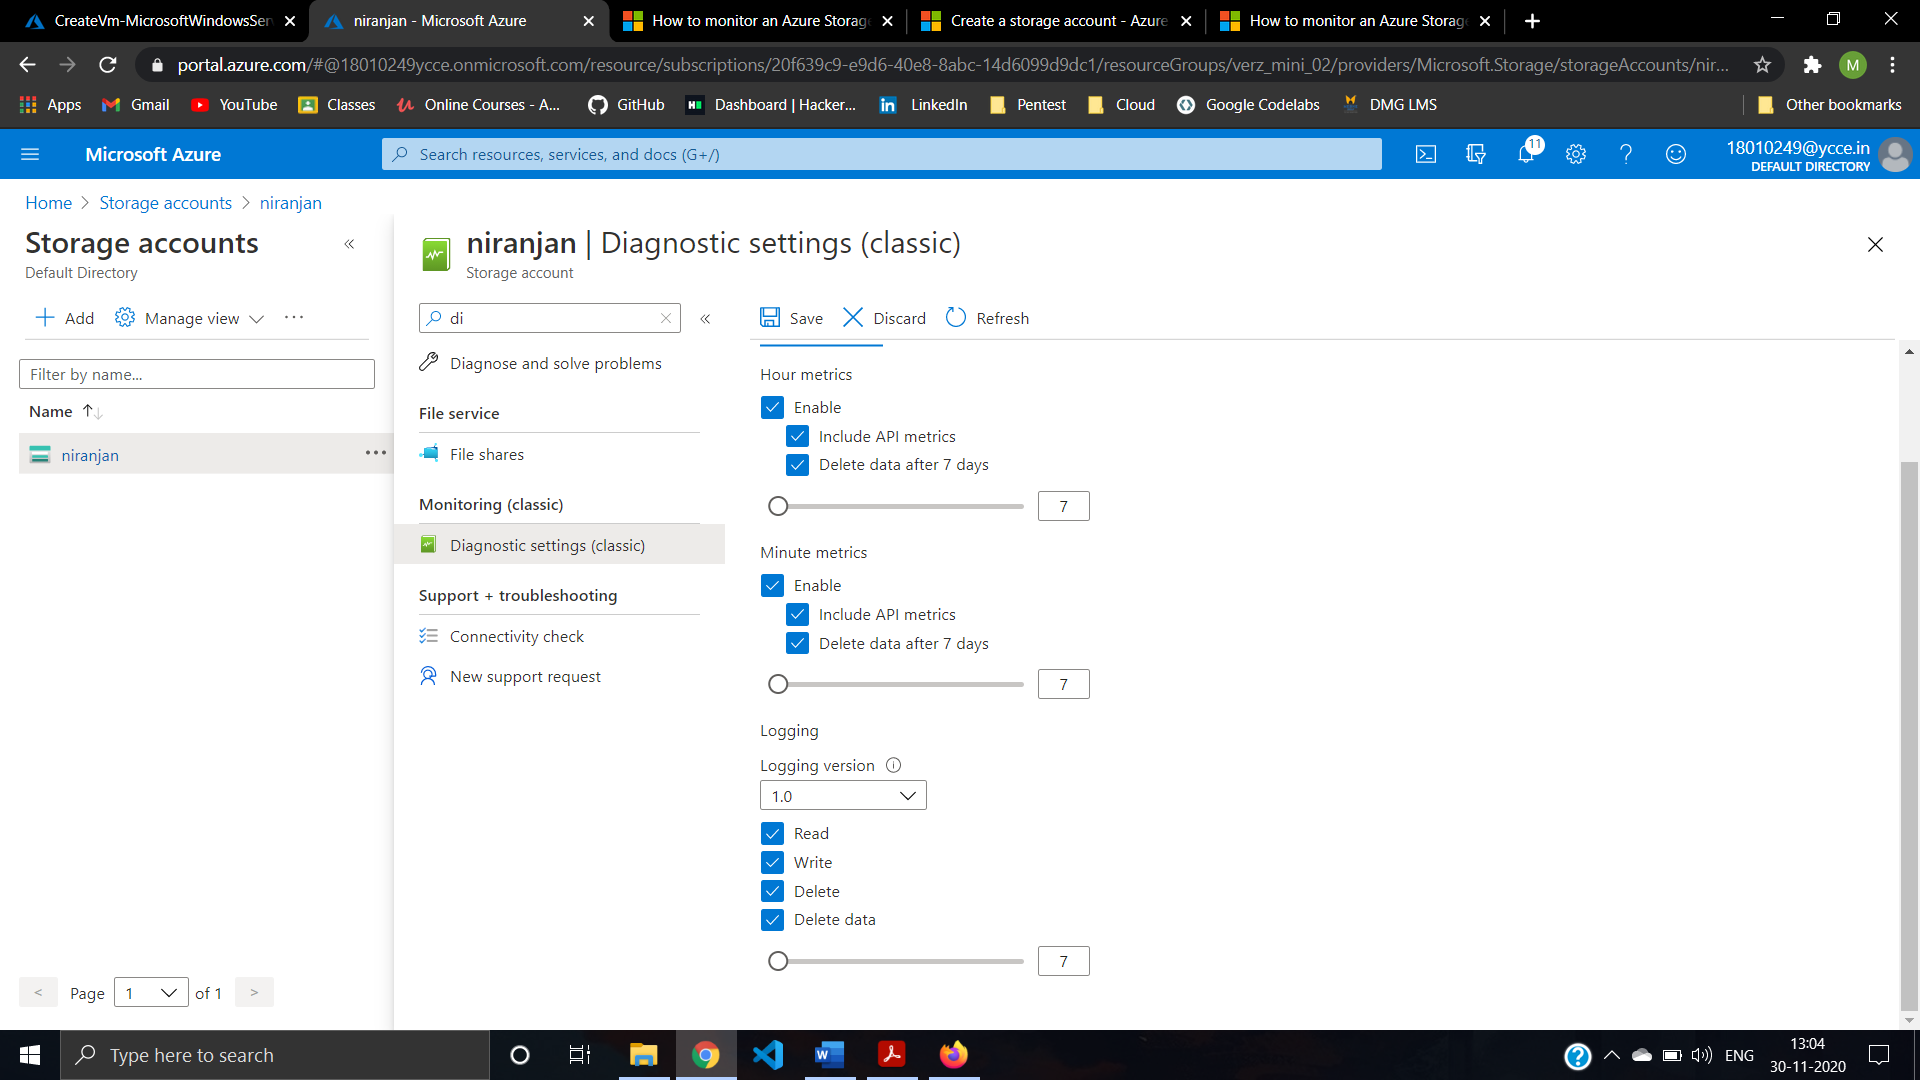 CreateVm-MicrosoftWindowsSer
niranjan - Microsoft Azure
How to monitor an Azure Storag
Create a storage account - Azure
How to monitor an Azure Storag
portal.azure.com/#@18010249ycce.onmicrosoft.com/resource/subscriptions/20f639c9-e9d6-40e8-8abc-14d6099d9dc1/resourceGroups/verz_mini_02/providers/Microsoft.Storage/storageAccounts/nir...
M
Apps
Gmail
YouTube
Classes
Online Courses - A...
GitHub
Dashboard | Hacker...
LinkedIn
Pentest
Cloud
Google Codelabs
DMG LMS
Other bookmarks
Microsoft Azure
Search resources, services, and docs (G+/)
11
18010249@ycce.in
DEFAULT DIRECTORY
Home > Storage accounts > niranjan
Storage accounts
«
Default Directory
+ Add
Manage view
...
Filter by name...
Name ↑↓
niranjan
...
< Page 1 of 1 >
niranjan | Diagnostic settings (classic)
Storage account
di
«
Diagnose and solve problems
File service
File shares
Monitoring (classic)
Diagnostic settings (classic)
Support + troubleshooting
Connectivity check
New support request
Save
Discard
Refresh
Hour metrics
Enable
Include API metrics
Delete data after 7 days
7
Minute metrics
Enable
Include API metrics
Delete data after 7 days
7
Logging
Logging version
1.0
Read
Write
Delete
Delete data
7
Type here to search
ENG
13:04
30-11-2020